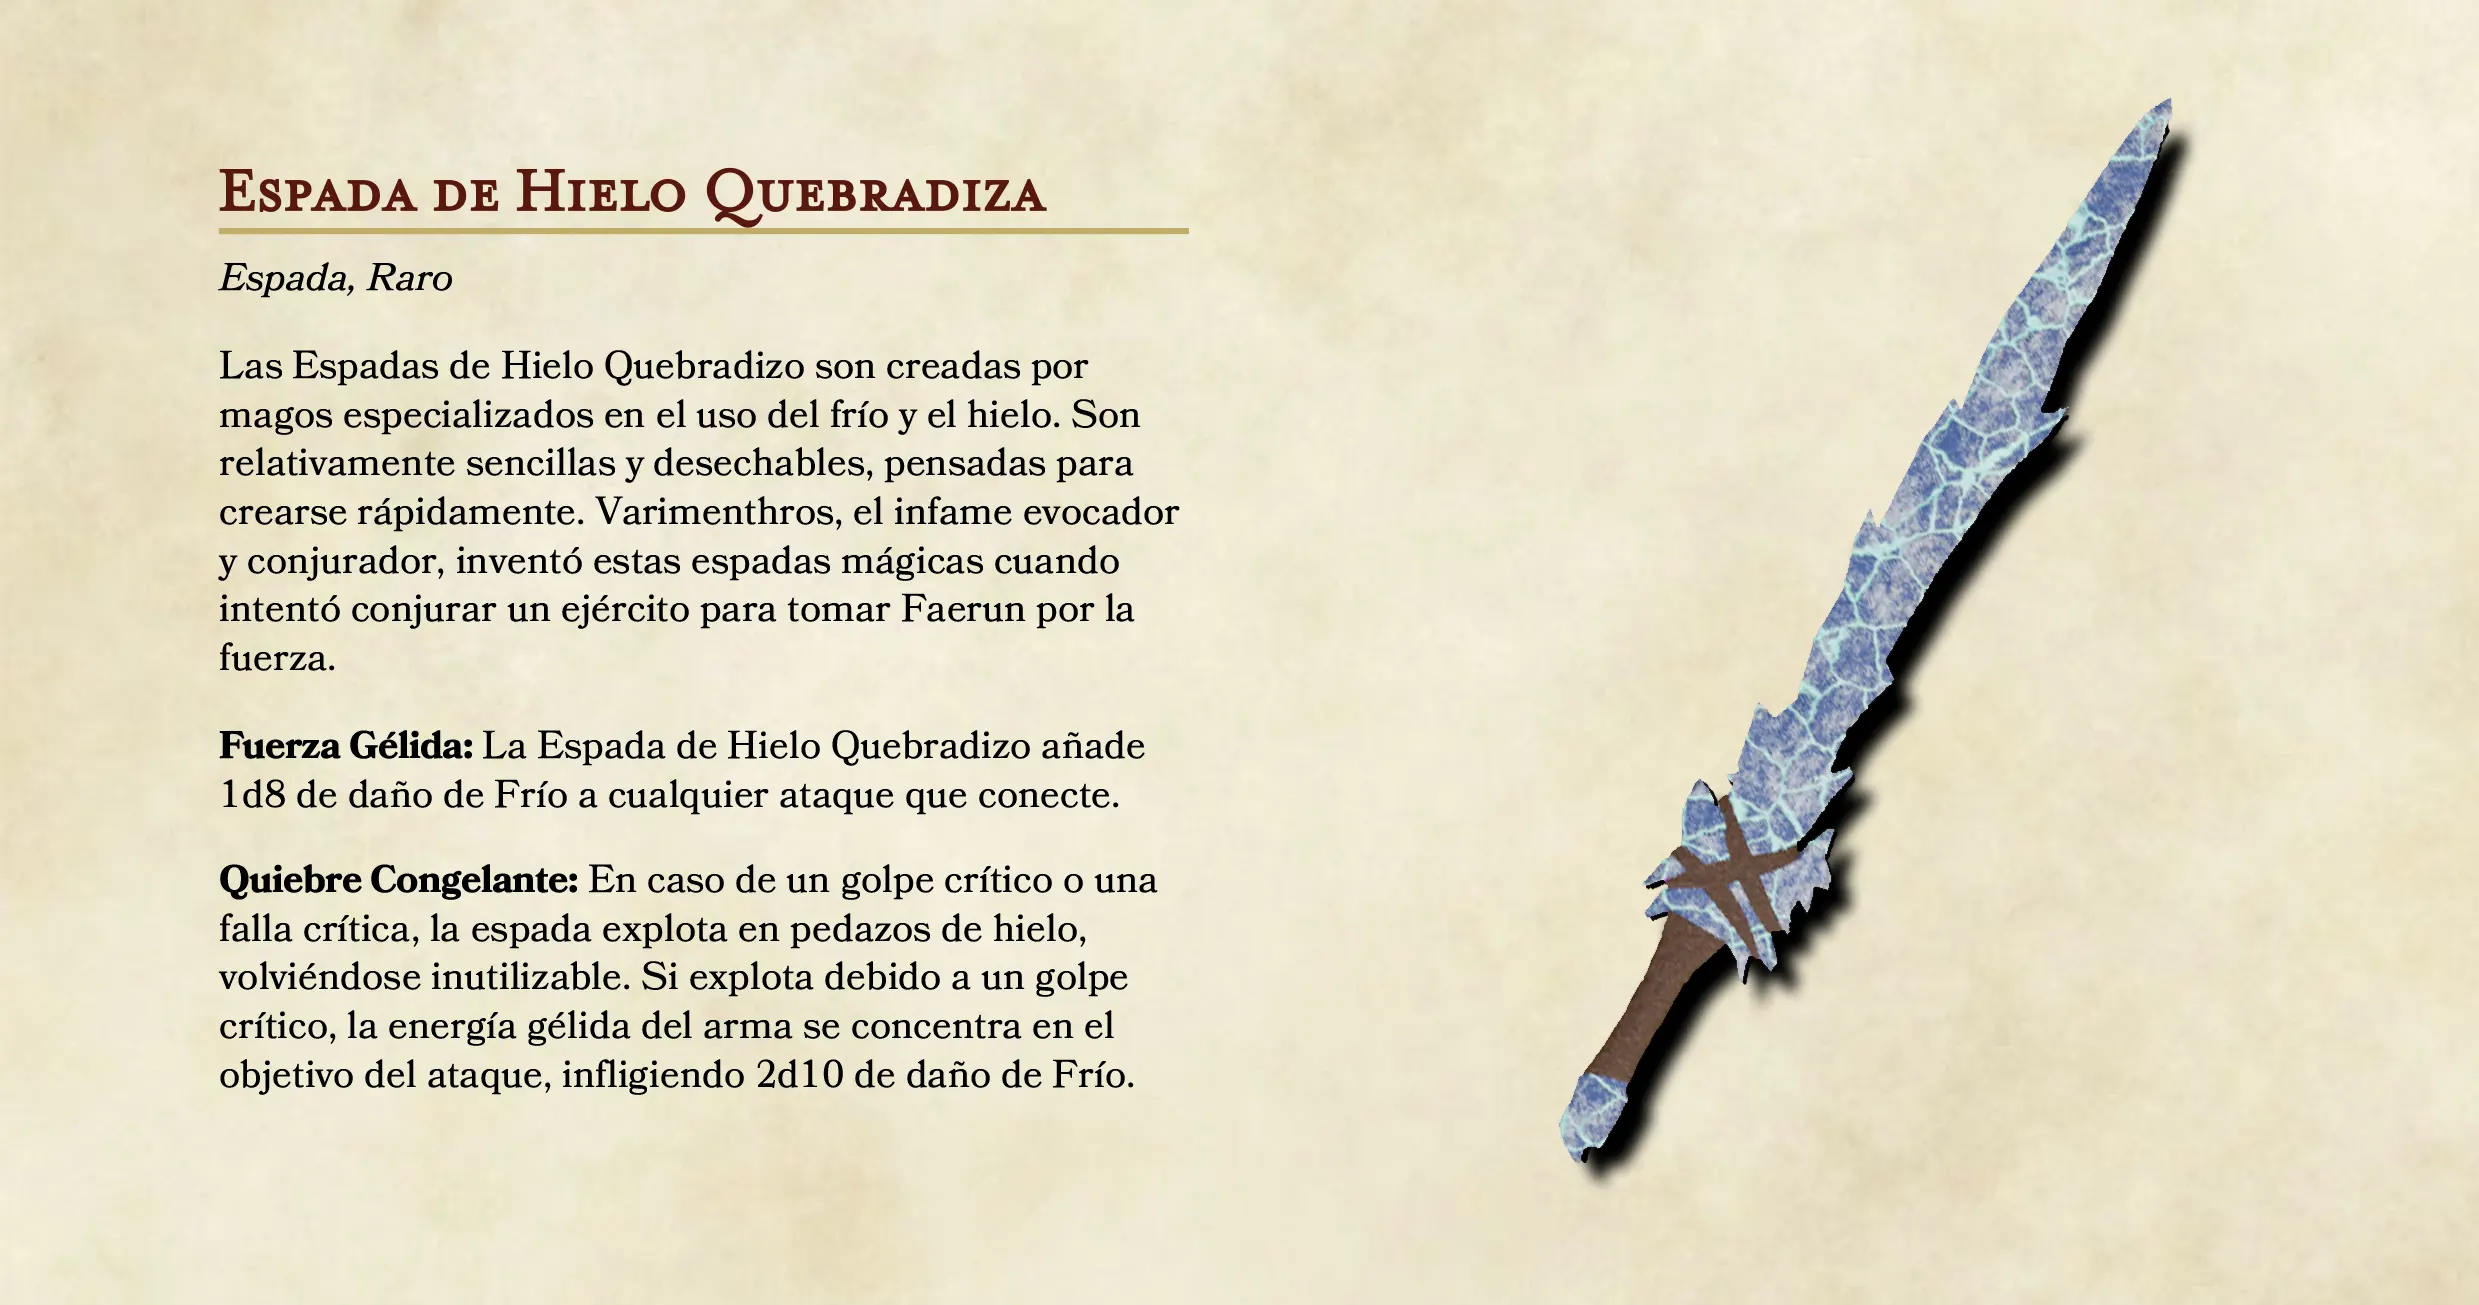 Espada de Hielo Quebradiza
Espada, Raro
Las Espadas de Hielo Quebradizo son creadas por
magos especializados en el uso del frío y el hielo. Son
relativamente sencillas y desechables, pensadas para
crearse rápidamente. Varimenthros, el infame evocador
y conjurador, inventó estas espadas mágicas cuando
intentó conjurar un ejército para tomar Faerun por la
fuerza.
Fuerza Gélida: La Espada de Hielo Quebradizo añade
1d8 de daño de Frío a cualquier ataque que conecte.
Quiebre Congelante: En caso de un golpe crítico o una
falla crítica, la espada explota en pedazos de hielo,
volviéndose inutilizable. Si explota debido a un golpe
crítico, la energía gélida del arma se concentra en el
objetivo del ataque, infligiendo 2d10 de daño de Frío.